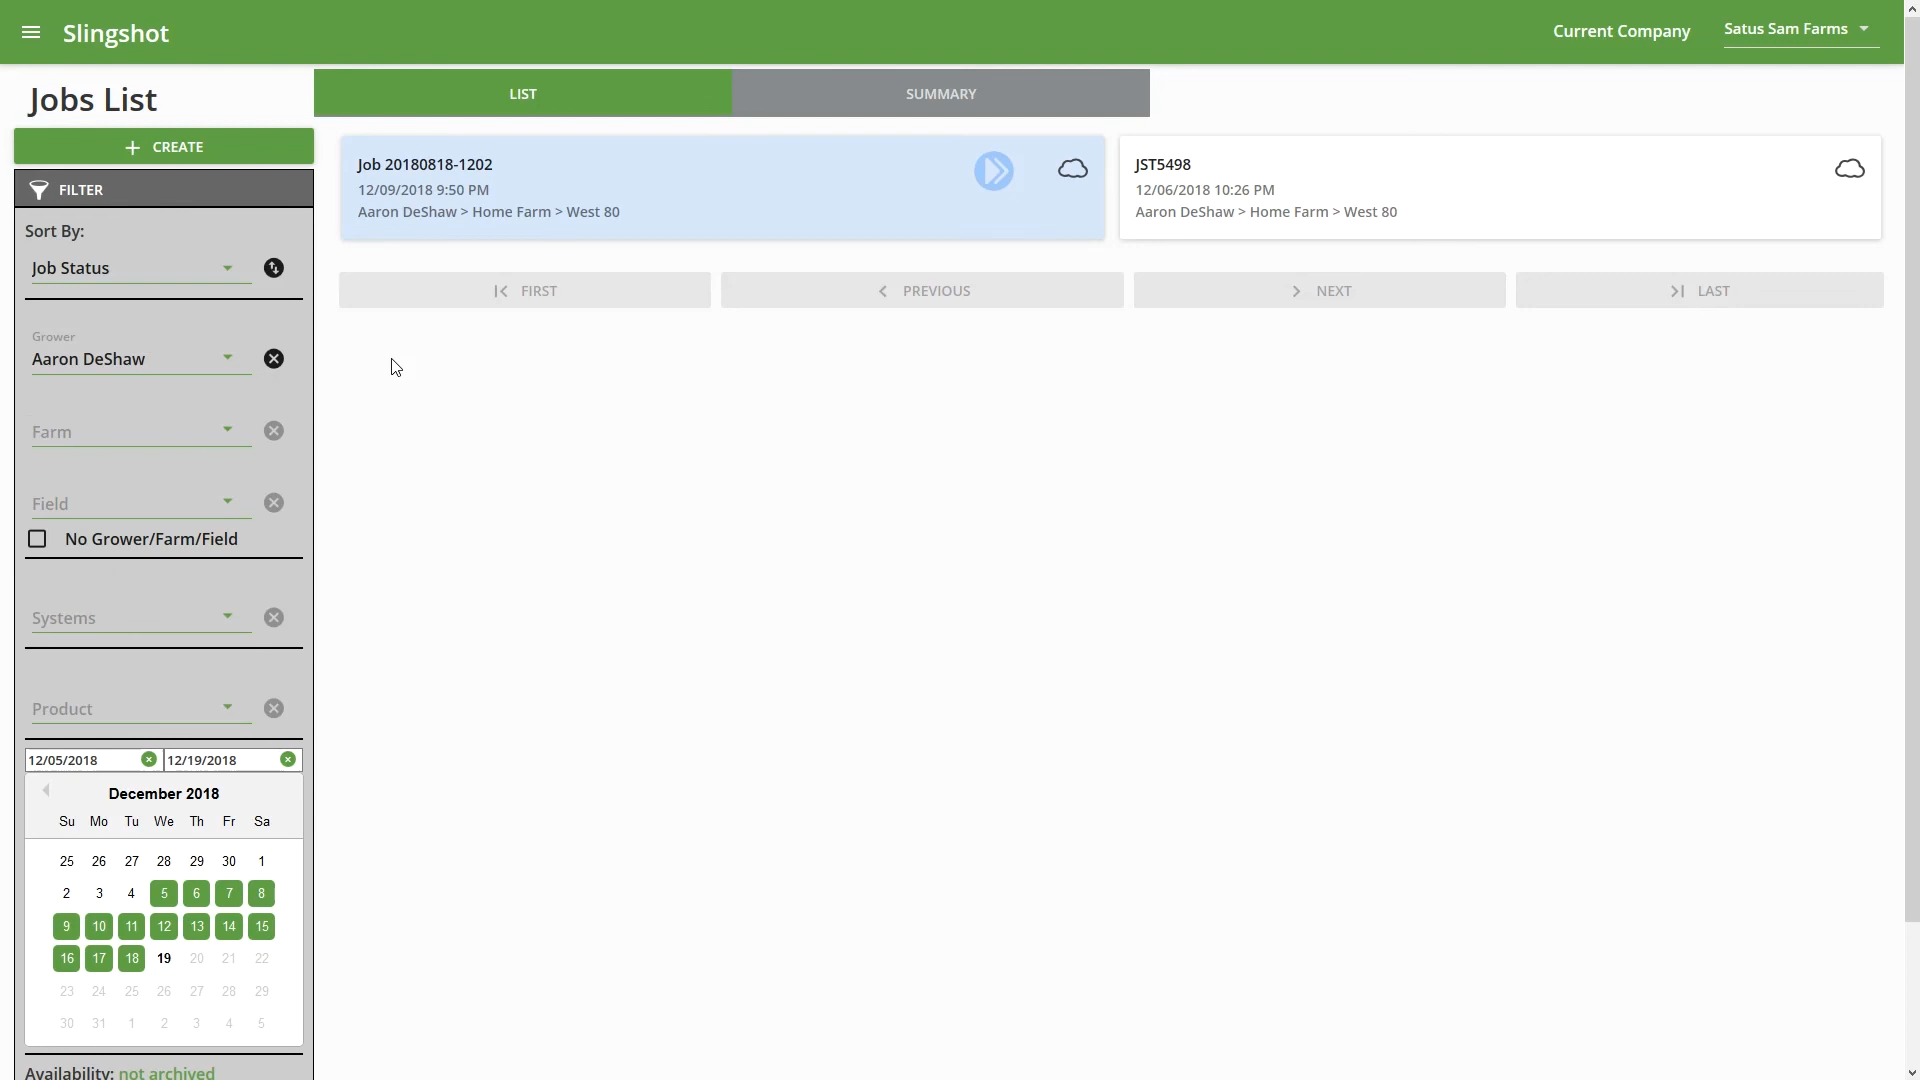 Slingshot
Current Company
Satus Sam Farms
Jobs List
LIST
SUMMARY
CREATE
FILTER
Sort By:
Job Status
Grower
Aaron DeShaw
Farm
Field
No Grower/Farm/Field
Systems
Product
12/05/2018
12/19/2018
December 2018
Su Mo Tu We Th Fr Sa
25 26 27 28 29 30 1
2 3 4 5 6 7 8
9 10 11 12 13 14 15
16 17 18 19 20 21 22
23 24 25 26 27 28 29
30 31 1 2 3 4 5
Availability: not archived
Job 20180818-1202
12/09/2018 9:50 PM
Aaron DeShaw > Home Farm > West 80
JST5498
12/06/2018 10:26 PM
Aaron DeShaw > Home Farm > West 80
FIRST
PREVIOUS
NEXT
LAST